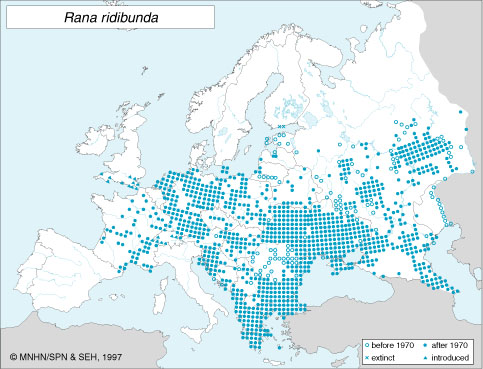 Rana ridibunda
before 1970 after 1970
extinct introduced
© MNHN/SPN & SEH, 1997